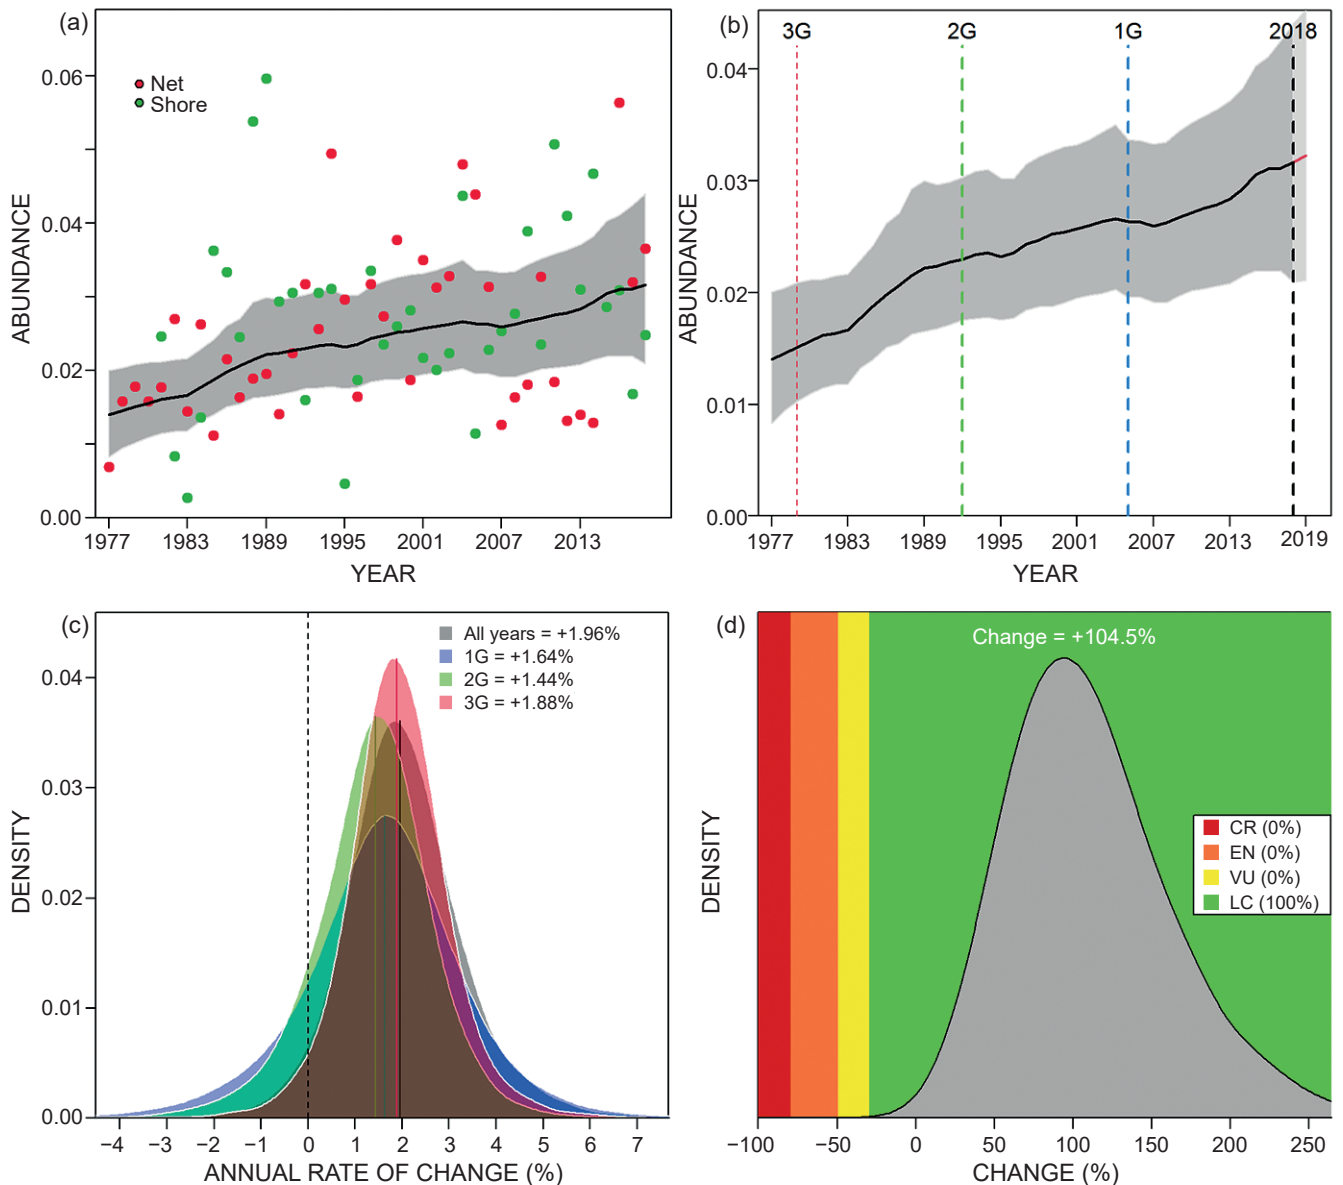 (a)
Net
Shore
0.06
0.04
0.02
0.00
ABUNDANCE
1977 1983 1989 1995 2001 2007 2013
YEAR
(b)
3G 2G 1G 2018
0.04
0.03
0.02
0.01
0.00
ABUNDANCE
1977 1983 1989 1995 2001 2007 2013 2019
YEAR
(c)
All years = +1.96%
1G = +1.64%
2G = +1.44%
3G = +1.88%
0.04
0.03
0.02
0.01
0.00
DENSITY
−4 −3 −2 −1 0 1 2 3 4 5 6 7
ANNUAL RATE OF CHANGE (%)
(d)
Change = +104.5%
CR (0%)
EN (0%)
VU (0%)
LC (100%)
DENSITY
−100 −50 0 50 100 150 200 250
CHANGE (%)